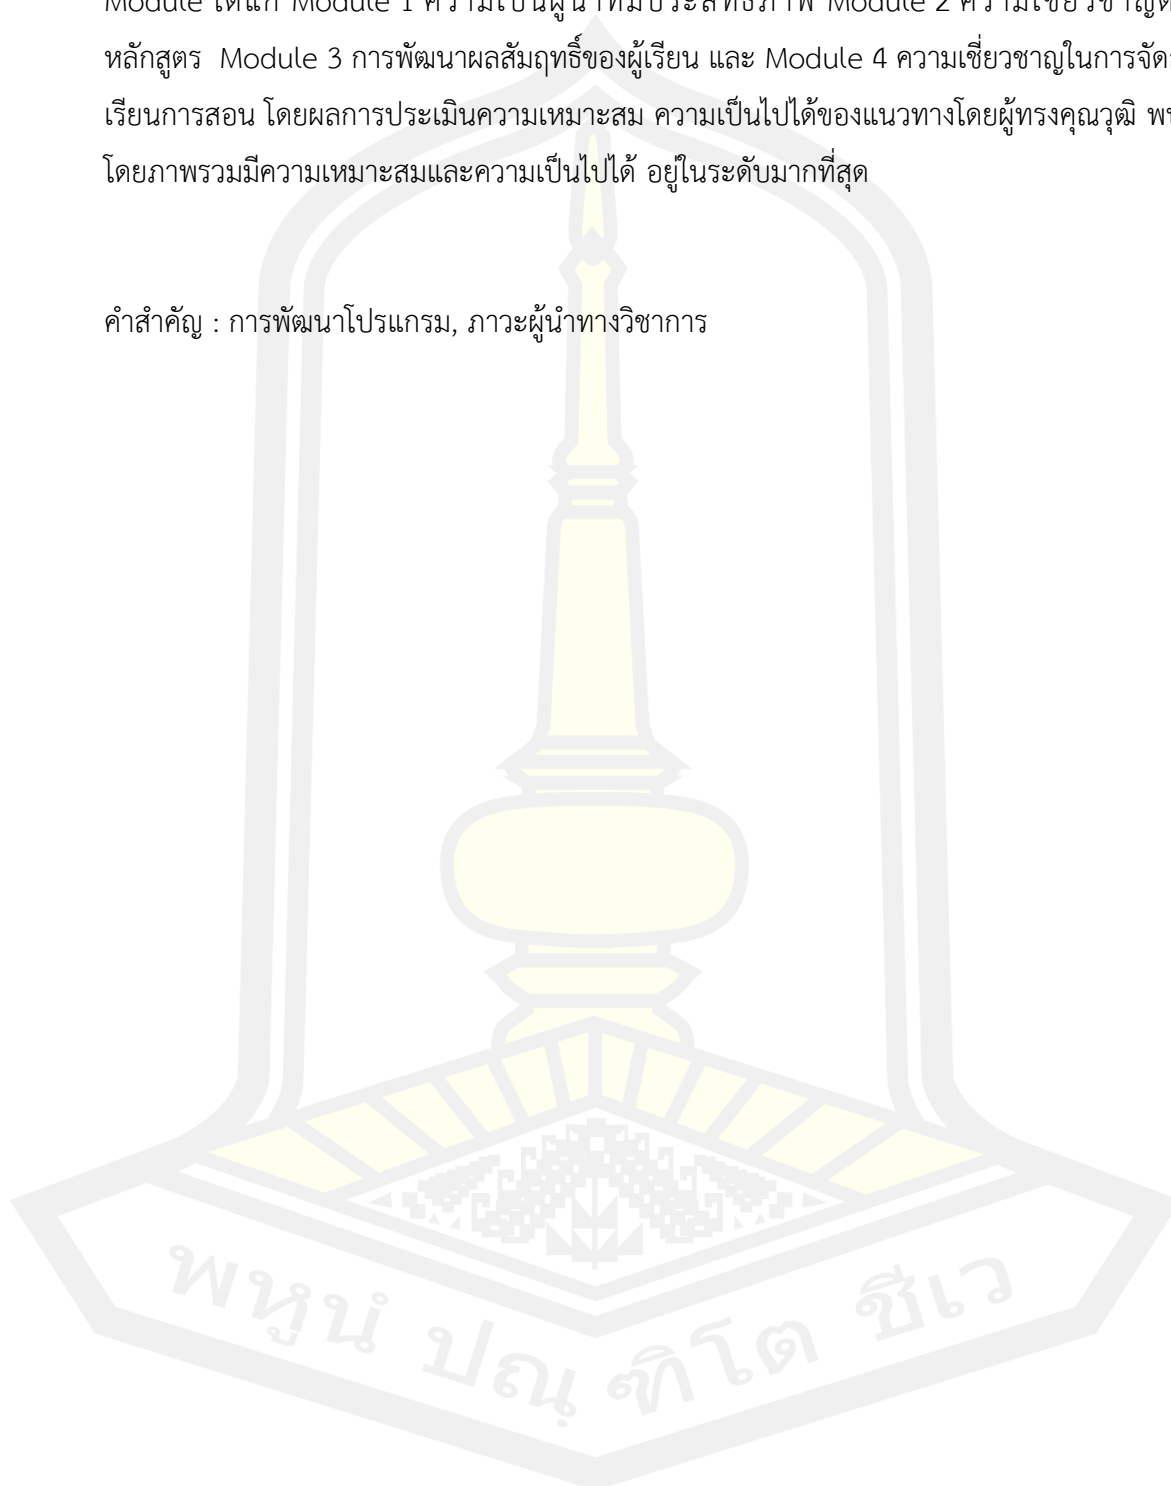 Module ได้แก่ Module 1 ความเป็นผู้นำที่มีประสิทธิภาพ Module 2 ความเชี่ยวชาญ
หลักสูตร Module 3 การพัฒนาผลสัมฤทธิ์ของผู้เรียน และ Module 4 ความเชี่ยวชาญในการจัด
เรียนการสอน โดยผลการประเมินความเหมาะสม ความเป็นไปได้ของแนวทางโดยผู้ทรงคุณวุฒิ
โดยภาพรวมมีความเหมาะสมและความเป็นไปได้ อยู่ในระดับมากที่สุด
คำสำคัญ : การพัฒนาโปรแกรม, ภาวะผู้นำทางวิชาการ
พหูนํ ปณฺฑิโต ชีเว